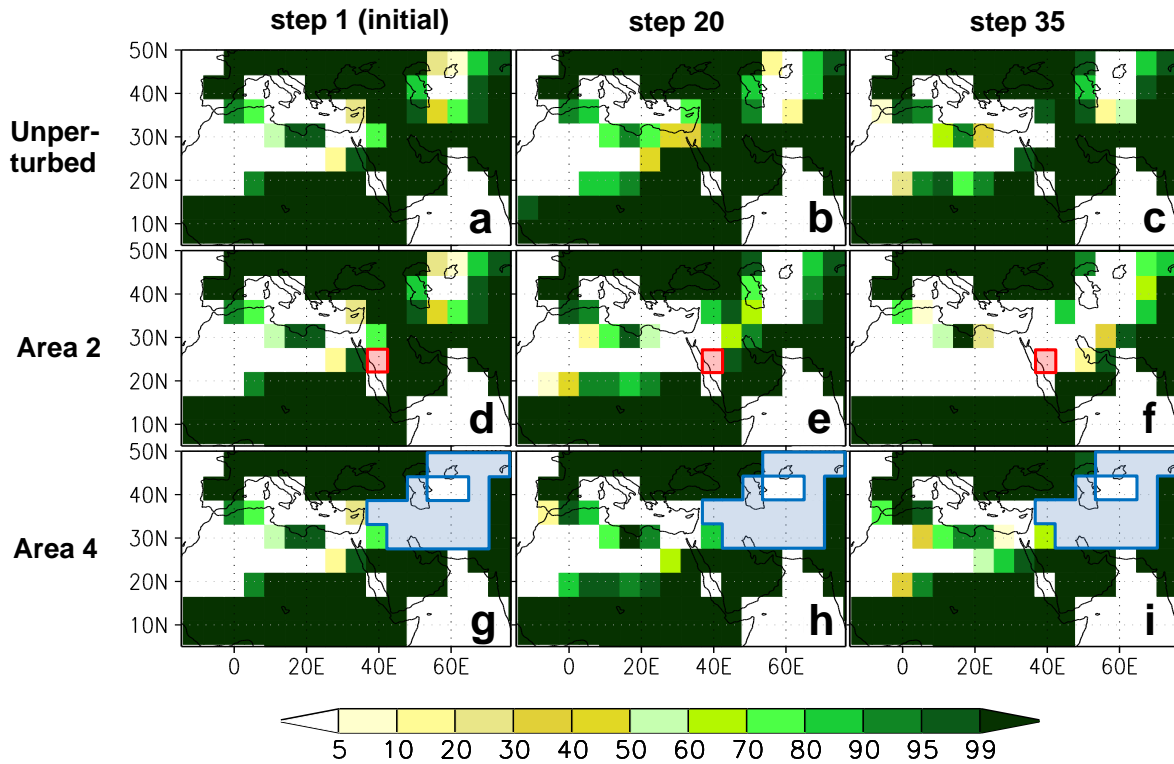 step 1 (initial) step 20 step 35
Unper-
turbed
50N
40N
30N
20N
10N
a b c
Area 2
50N
40N
30N
20N
10N
d e f
Area 4
50N
40N
30N
20N
10N
g h i
0 20E 40E 60E 0 20E 40E 60E 0 20E 40E 60E
5 10 20 30 40 50 60 70 80 90 95 99